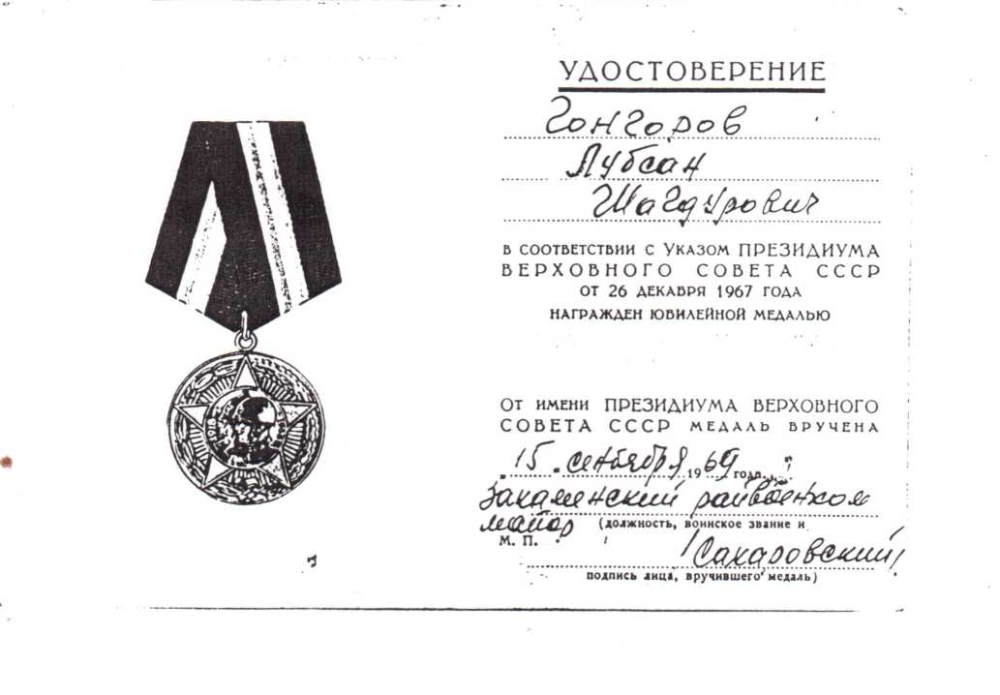 УДОСТОВЕРЕНИЕ
Гонгоров
Лубсан
Шагдурович
В СООТВЕТСТВИИ С УКАЗОМ ПРЕЗИДИУМА
ВЕРХОВНОГО СОВЕТА СССР
ОТ 26 ДЕКАБРЯ 1967 ГОДА
НАГРАЖДЕН ЮБИЛЕЙНОЙ МЕДАЛЬЮ
ОТ ИМЕНИ ПРЕЗИДИУМА ВЕРХОВНОГО
СОВЕТА СССР МЕДАЛЬ ВРУЧЕНА
"15" сентября 1969 года
Закаменский райвоенком
майор (должность, воинское звание и
М. П. /Сахаровский/
подпись лица, вручившего медаль)